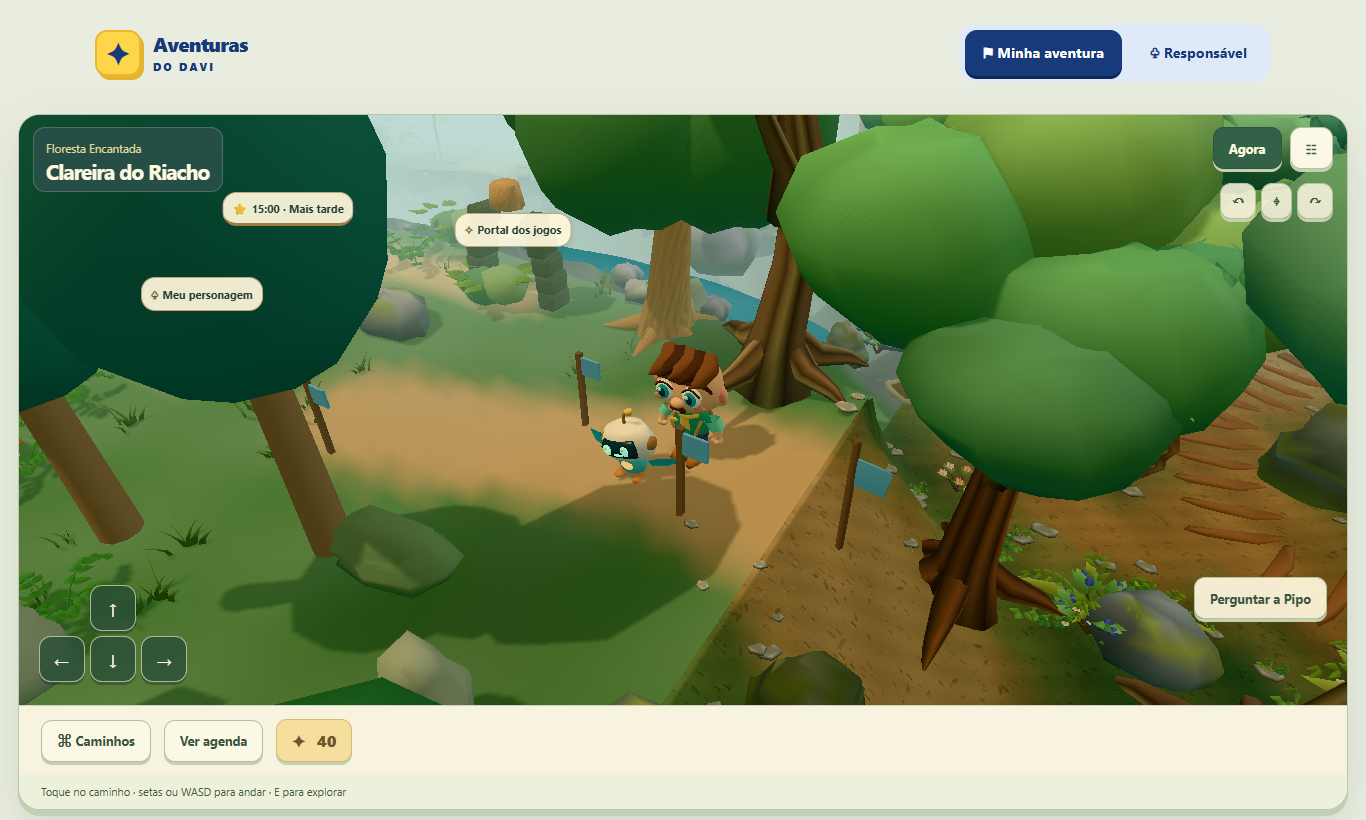 Aventuras
DO DAVI
Minha aventura
Responsável
Floresta Encantada
Clareira do Riacho
Agora
15:00 · Mais tarde
Portal dos jogos
Meu personagem
Perguntar a Pipo
↑
← ↓ →
⌘ Caminhos
Ver agenda
✦ 40
Toque no caminho · setas ou WASD para andar · E para explorar